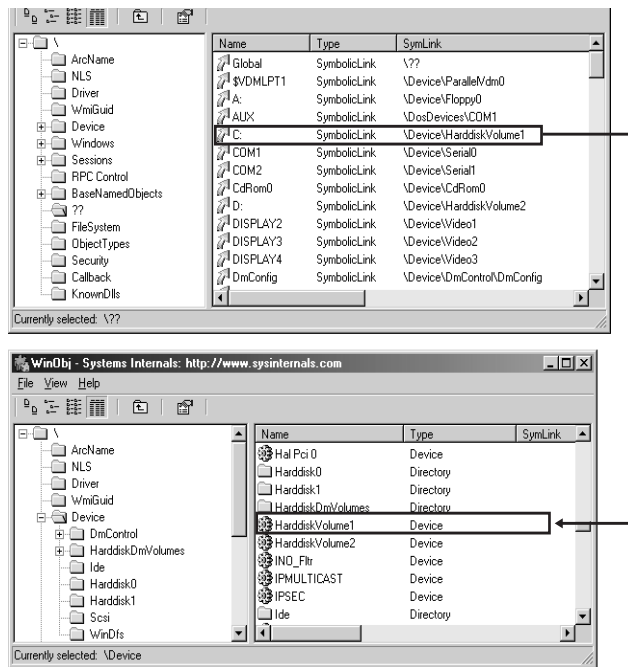 \
ArcName
NLS
Driver
WmiGuid
Device
Windows
Sessions
RPC Control
BaseNamedObjects
??
FileSystem
ObjectTypes
Security
Callback
KnownDlls
Name Type SymLink
Global SymbolicLink \??
$VDMLPT1 SymbolicLink \Device\ParallelVdm0
A: SymbolicLink \Device\Floppy0
AUX SymbolicLink \DosDevices\COM1
C: SymbolicLink \Device\HarddiskVolume1
COM1 SymbolicLink \Device\Serial0
COM2 SymbolicLink \Device\Serial1
CdRom0 SymbolicLink \Device\CdRom0
D: SymbolicLink \Device\HarddiskVolume2
DISPLAY2 SymbolicLink \Device\Video1
DISPLAY3 SymbolicLink \Device\Video2
DISPLAY4 SymbolicLink \Device\Video3
DmConfig SymbolicLink \Device\DmControl\DmConfig
Currently selected: \??
WinObj - Systems Internals: http://www.sysinternals.com
File View Help
\
ArcName
NLS
Driver
WmiGuid
Device
DmControl
HarddiskDmVolumes
Ide
Harddisk0
Harddisk1
Scsi
WinDfs
Name Type SymLink
Hal Pci 0 Device
Harddisk0 Directory
Harddisk1 Directory
HarddiskDmVolumes Directory
HarddiskVolume1 Device
HarddiskVolume2 Device
INO_Fltr Device
IPMULTICAST Device
IPSEC Device
Ide Directory
Currently selected: \Device